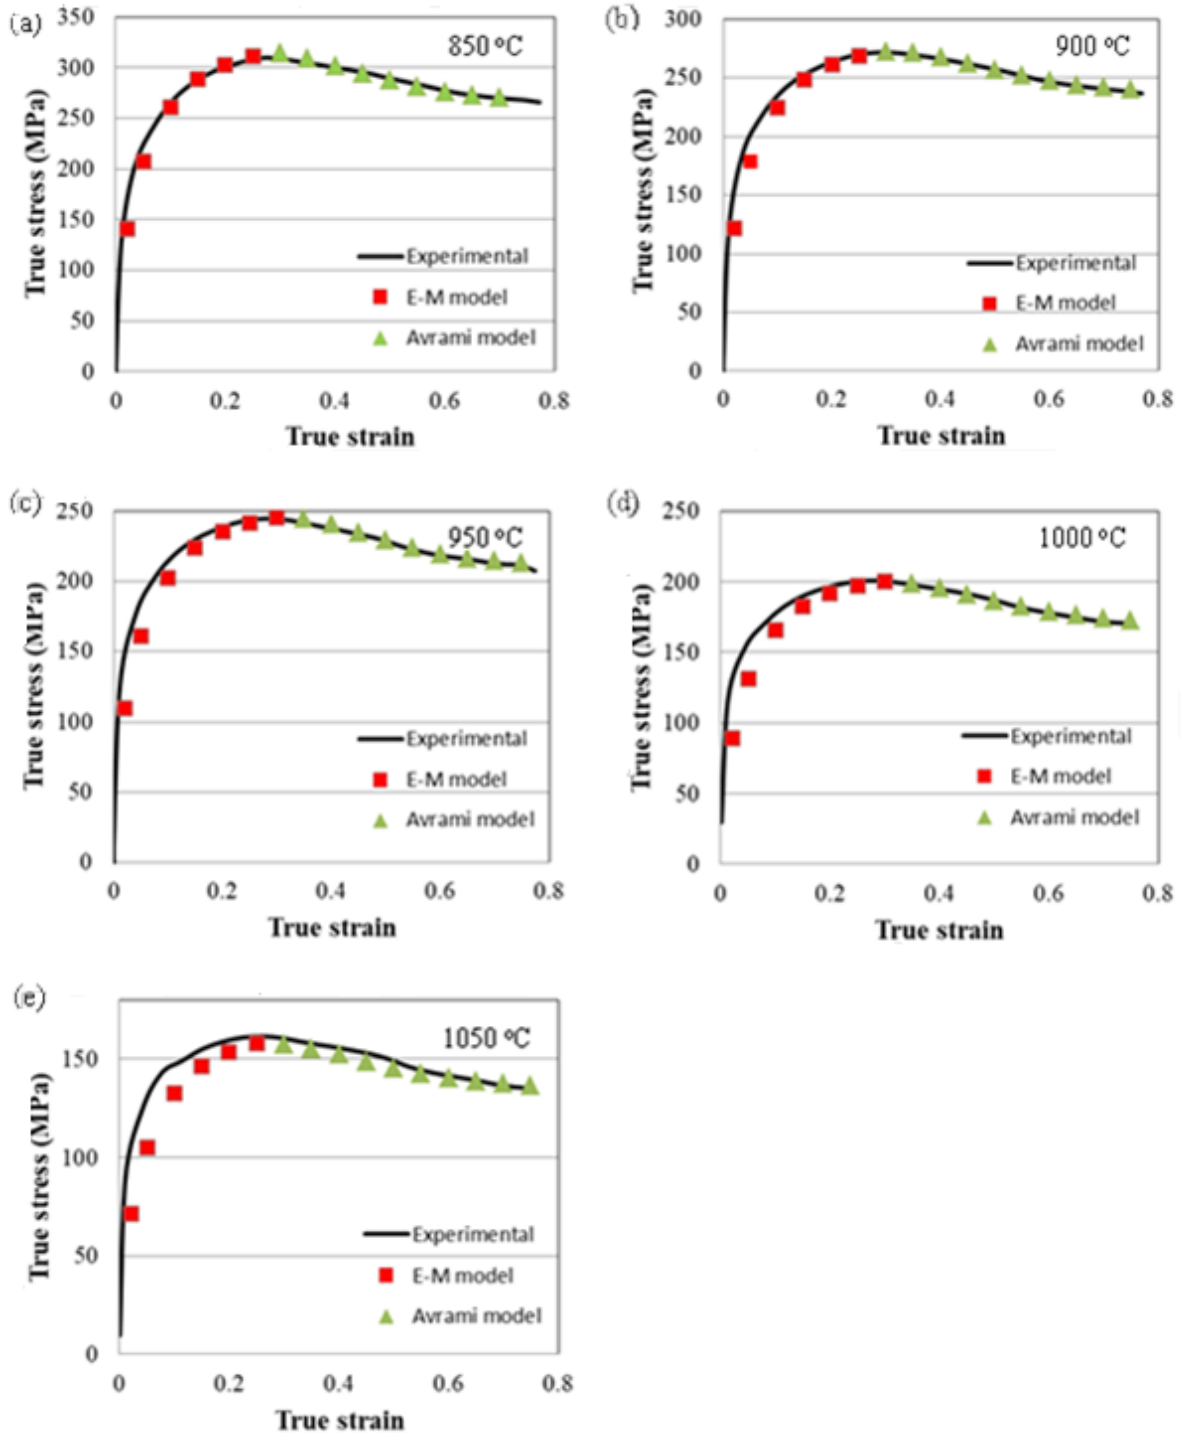 (a)
850 °C
True stress (MPa)
350
300
250
200
150
100
50
0
Experimental
E-M model
Avrami model
0 0.2 0.4 0.6 0.8
True strain
(b)
900 °C
True stress (MPa)
300
250
200
150
100
50
0
Experimental
E-M model
Avrami model
0 0.2 0.4 0.6 0.8
True strain
(c)
950 °C
True stress (MPa)
250
200
150
100
50
0
Experimental
E-M model
Avrami model
0 0.2 0.4 0.6 0.8
True strain
(d)
1000 °C
True stress (MPa)
250
200
150
100
50
0
Experimental
E-M model
Avrami model
0 0.2 0.4 0.6 0.8
True strain
(e)
1050 °C
True stress (MPa)
150
100
50
0
Experimental
E-M model
Avrami model
0 0.2 0.4 0.6 0.8
True strain